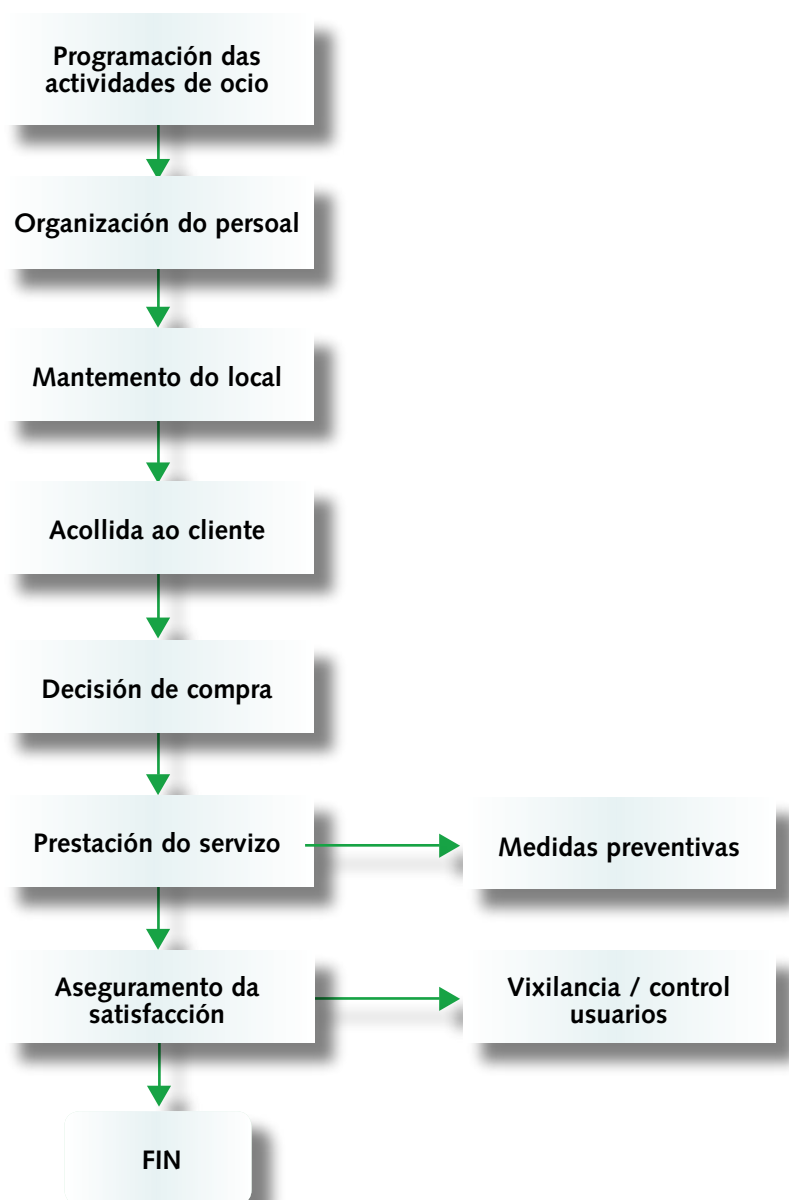 Programación das
actividades de ocio
Organización do persoal
Mantemento do local
Acollida ao cliente
Decisión de compra
Prestación do servizo
Medidas preventivas
Aseguramento da
satisfacción
Vixilancia / control
usuarios
FIN